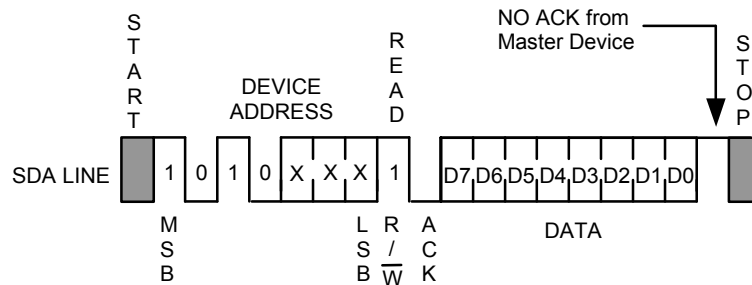 START
DEVICE
ADDRESS
READ
NO ACK from
Master Device
STOP
SDA LINE
1 0 1 0 X X X 1 D7 D6 D5 D4 D3 D2 D1 D0
MSB
LSB
R/W̅
ACK
DATA